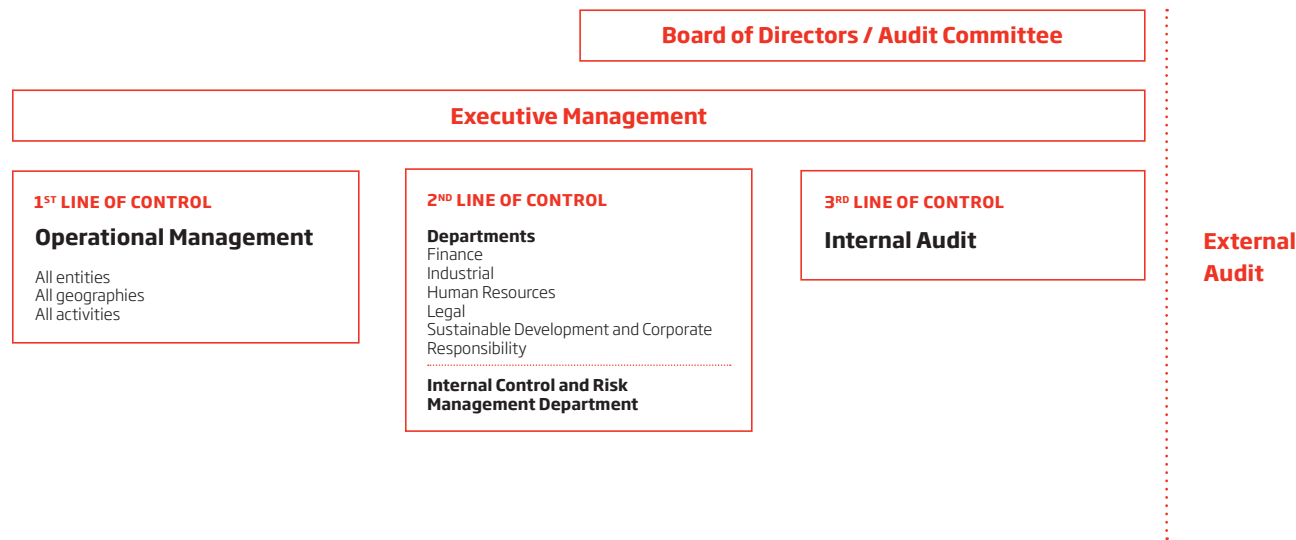 Board of Directors / Audit Committee
Executive Management
1ST LINE OF CONTROL
Operational Management
All entities
All geographies
All activities
2ND LINE OF CONTROL
Departments
Finance
Industrial
Human Resources
Legal
Sustainable Development and Corporate
Responsibility
Internal Control and Risk
Management Department
3RD LINE OF CONTROL
Internal Audit
External
Audit